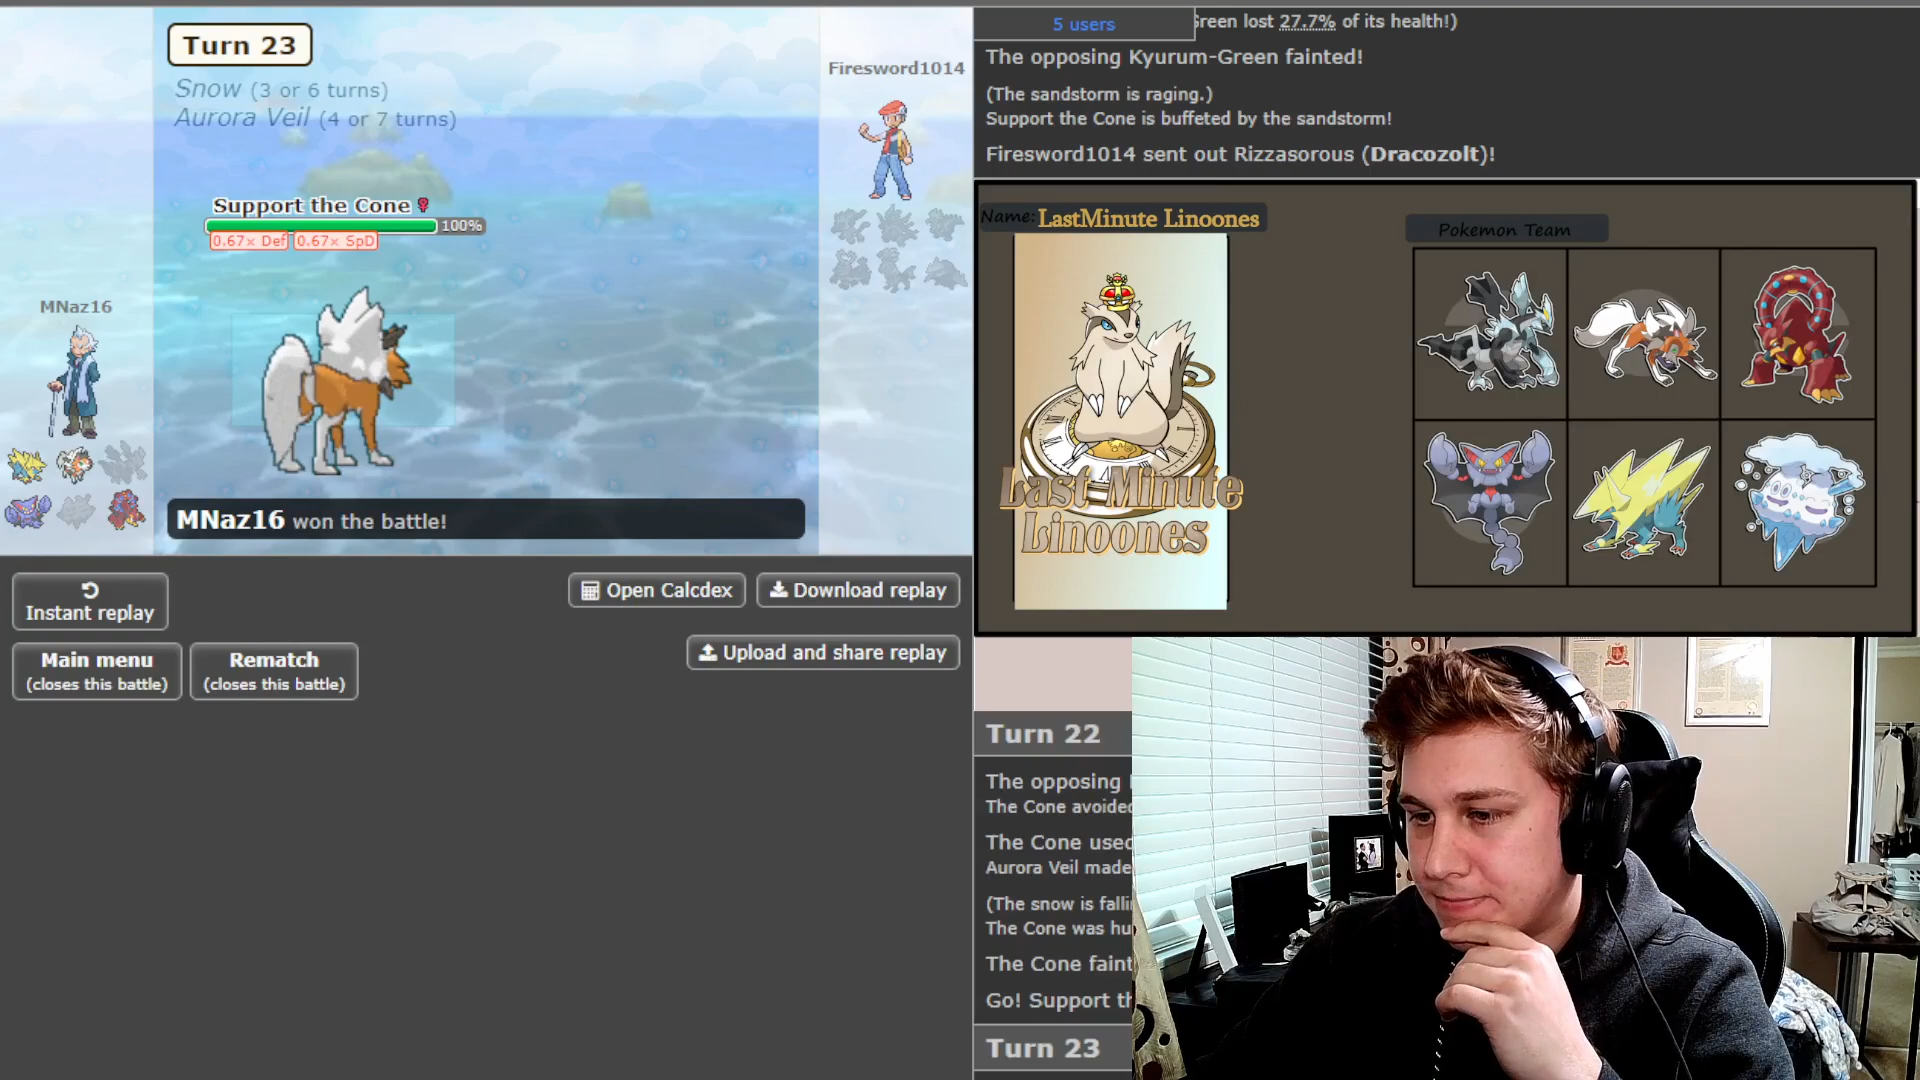 Turn 23
Snow (3 or 6 turns)
Aurora Veil (4 or 7 turns)
Support the Cone ♀
100%
0.67× Def 0.67× SpD
MNaz16
Firesword1014
MNaz16 won the battle!
Instant replay
Open Calcdex
Download replay
Upload and share replay
Main menu
(closes this battle)
Rematch
(closes this battle)
5 users
Green lost 27.7% of its health!)
The opposing Kyurum-Green fainted!
(The sandstorm is raging.)
Support the Cone is buffeted by the sandstorm!
Firesword1014 sent out Rizzasorous (Dracozolt)!
Name: LastMinute Linoones
Last Minute
Linoones
Pokemon Team
Turn 22
The opposing
The Cone avoided
The Cone used
Aurora Veil made
(The snow is falli
The Cone was hu
The Cone faint
Go! Support th
Turn 23